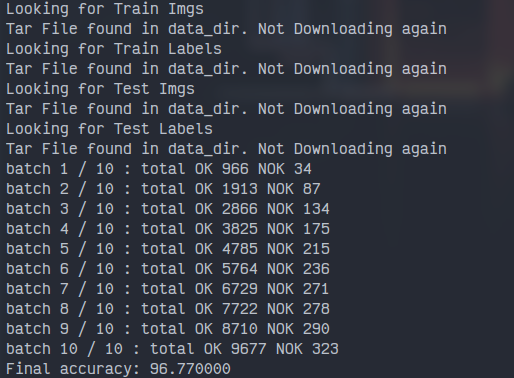 Looking for Train Imgs
Tar File found in data_dir. Not Downloading again
Looking for Train Labels
Tar File found in data_dir. Not Downloading again
Looking for Test Imgs
Tar File found in data_dir. Not Downloading again
Looking for Test Labels
Tar File found in data_dir. Not Downloading again
batch 1 / 10 : total OK 966 NOK 34
batch 2 / 10 : total OK 1913 NOK 87
batch 3 / 10 : total OK 2866 NOK 134
batch 4 / 10 : total OK 3825 NOK 175
batch 5 / 10 : total OK 4785 NOK 215
batch 6 / 10 : total OK 5764 NOK 236
batch 7 / 10 : total OK 6729 NOK 271
batch 8 / 10 : total OK 7722 NOK 278
batch 9 / 10 : total OK 8710 NOK 290
batch 10 / 10 : total OK 9677 NOK 323
Final accuracy: 96.770000